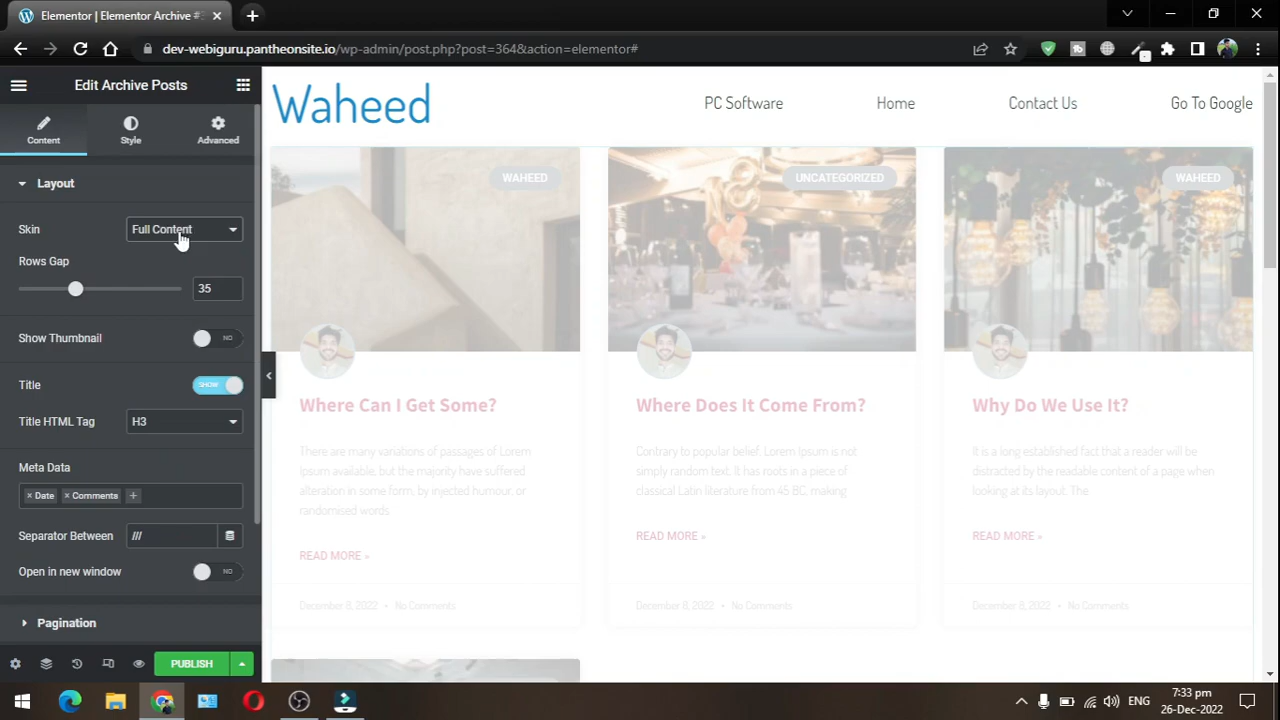 Elementor | Elementor Archive #3
dev-webiguru.pantheonsite.io/wp-admin/post.php?post=364&action=elementor#
Edit Archive Posts
Content
Style
Advanced
Layout
Skin
Full Content
Rows Gap
35
Show Thumbnail
NO
Title
SHOW
Title HTML Tag
H3
Meta Data
× Date
× Comments
+
Separator Between
///
Open in new window
NO
Pagination
PUBLISH
Waheed
PC Software
Home
Contact Us
Go To Google
WAHEED
Where Can I Get Some?
There are many variations of passages of Lorem
Ipsum available, but the majority have suffered
alteration in some form, by injected humour, or
randomised words
READ MORE »
December 8, 2022 • No Comments
UNCATEGORIZED
Where Does It Come From?
Contrary to popular belief, Lorem Ipsum is not
simply random text. It has roots in a piece of
classical Latin literature from 45 BC, making
READ MORE »
December 8, 2022 • No Comments
WAHEED
Why Do We Use It?
It is a long established fact that a reader will be
distracted by the readable content of a page when
looking at its layout. The
READ MORE »
December 8, 2022 • No Comments
ENG
7:33 pm
26-Dec-2022